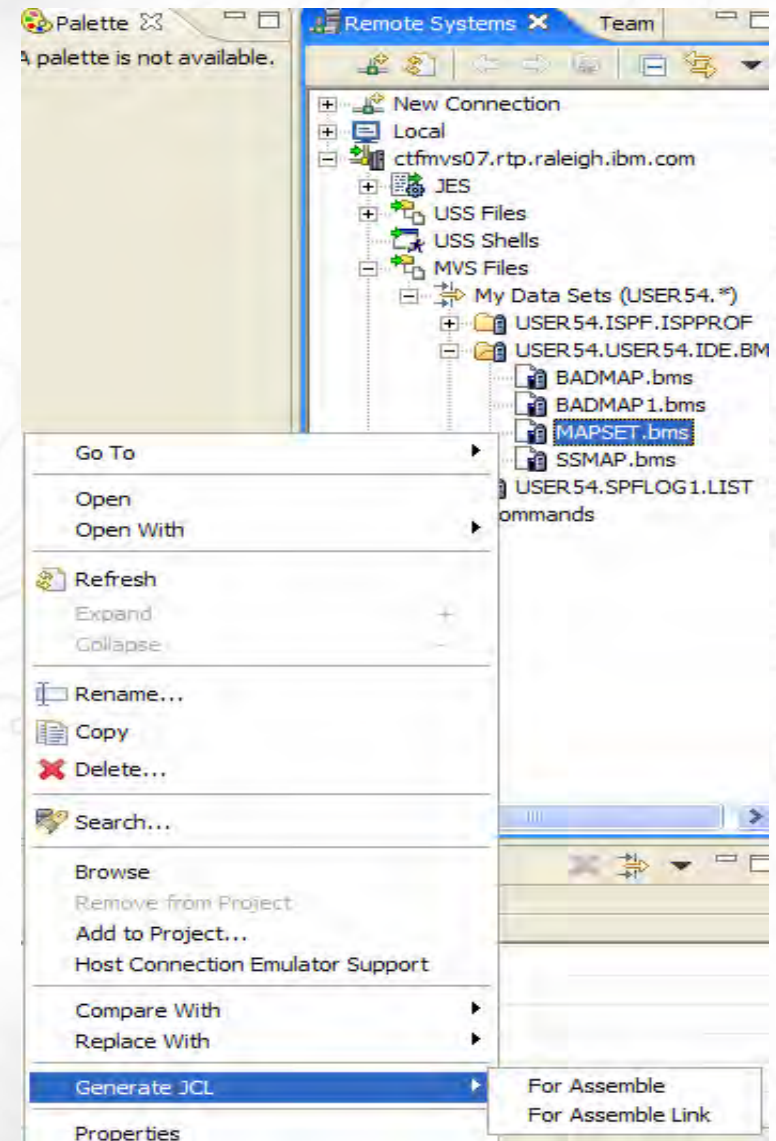 Palette
Remote Systems
Team
A palette is not available.
New Connection
Local
ctfmvs07.rtp.raleigh.ibm.com
JES
USS Files
USS Shells
MVS Files
My Data Sets (USER54.*)
USER54.ISPF.ISPPROF
USER54.USER54.IDE.BM
BADMAP.bms
BADMAP1.bms
MAPSET.bms
SSMAP.bms
USER54.SPFLOG1.LIST
ommands
Go To
Open
Open With
Refresh
Expand +
Collapse -
Rename...
Copy
Delete...
Search...
Browse
Remove from Project
Add to Project...
Host Connection Emulator Support
Compare With
Replace With
Generate JCL
For Assemble
For Assemble Link
Properties